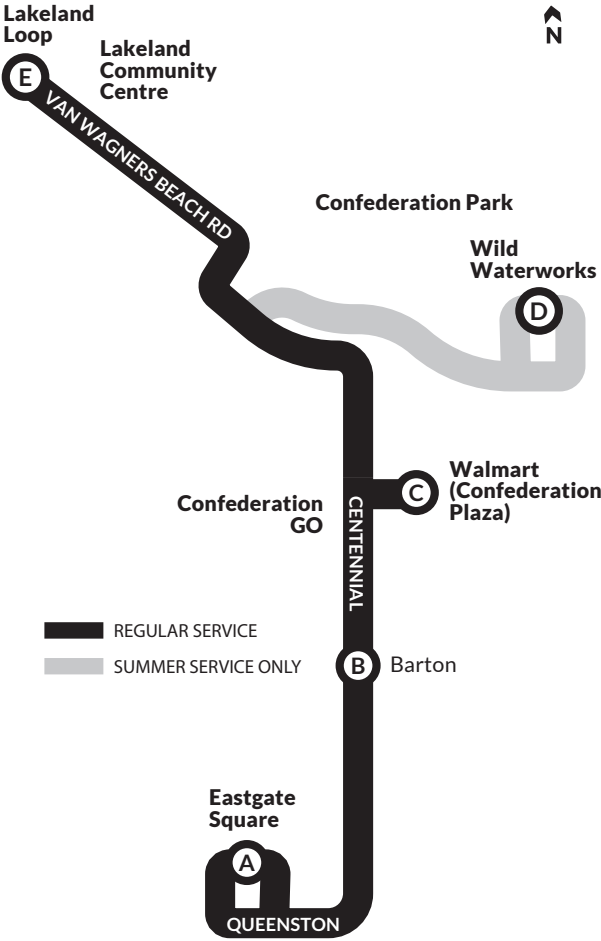 Lakeland
Loop
N
Lakeland
Community
Centre
E
VAN WAGNERS BEACH RD
Confederation Park
Wild
Waterworks
D
Walmart
(Confederation
Plaza)
C
Confederation
GO
CENTENNIAL
REGULAR SERVICE
SUMMER SERVICE ONLY
B
Barton
Eastgate
Square
A
QUEENSTON